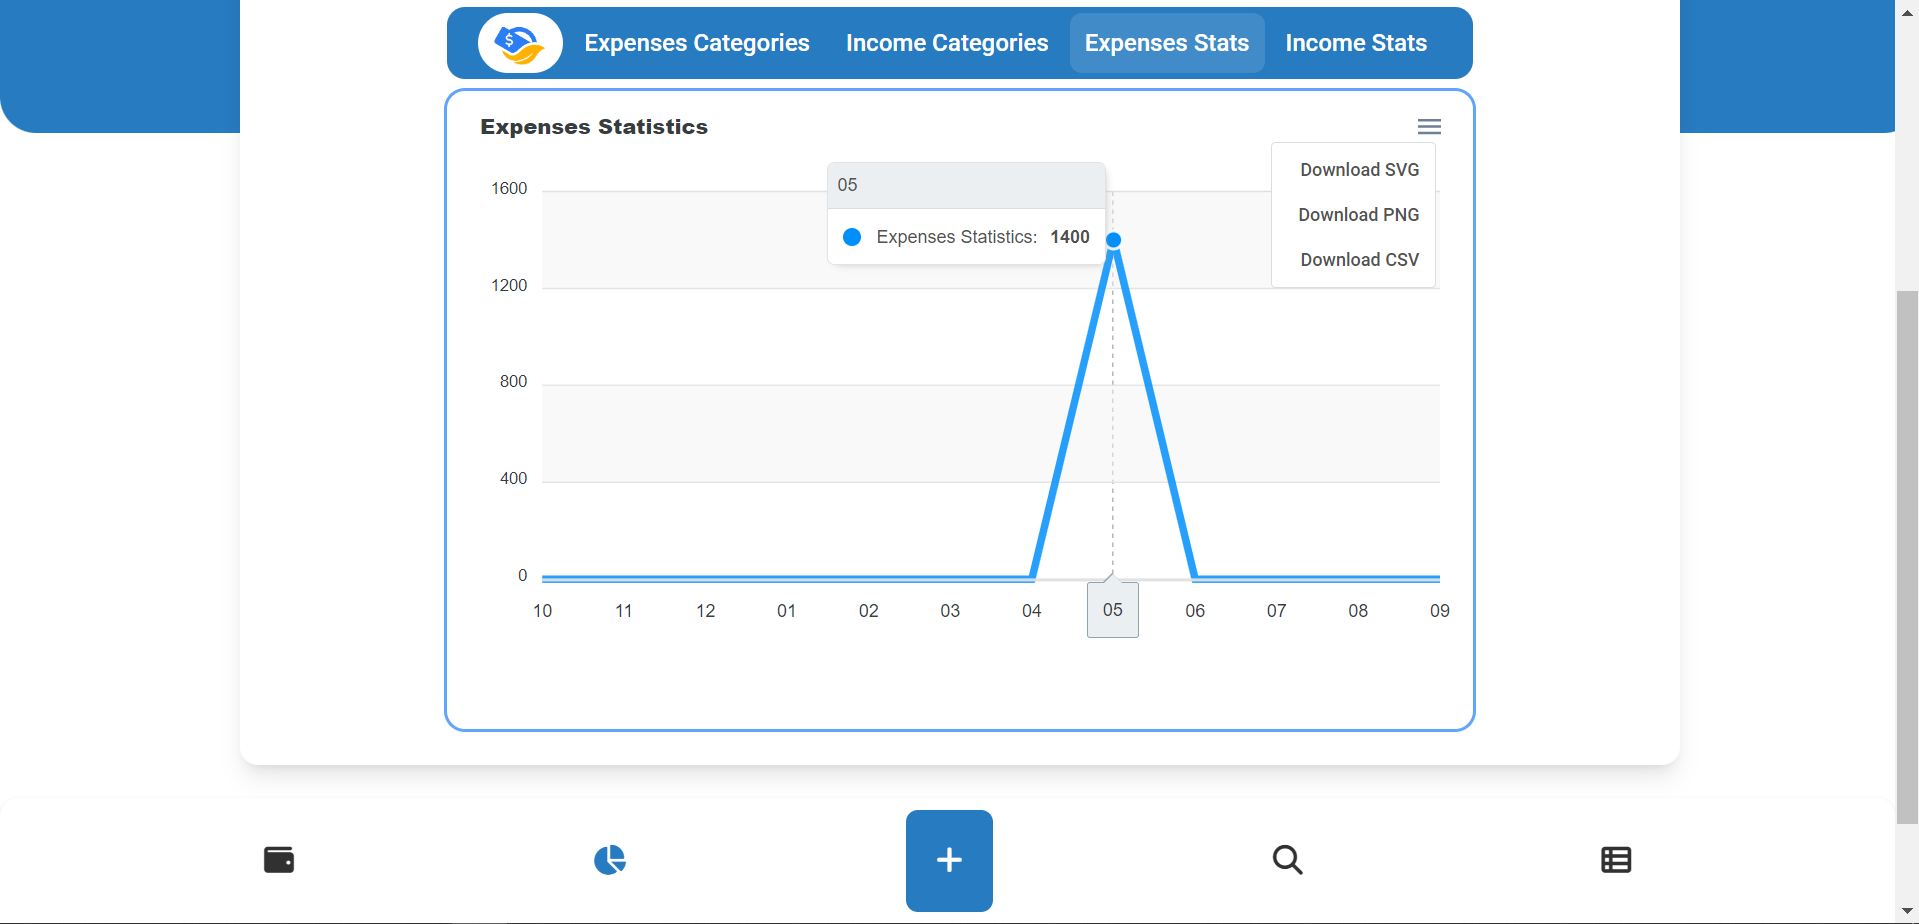 $
Expenses Categories
Income Categories
Expenses Stats
Income Stats
Expenses Statistics
Download SVG
Download PNG
Download CSV
05
Expenses Statistics: 1400
1600
1200
800
400
0
10 11 12 01 02 03 04 05 06 07 08 09